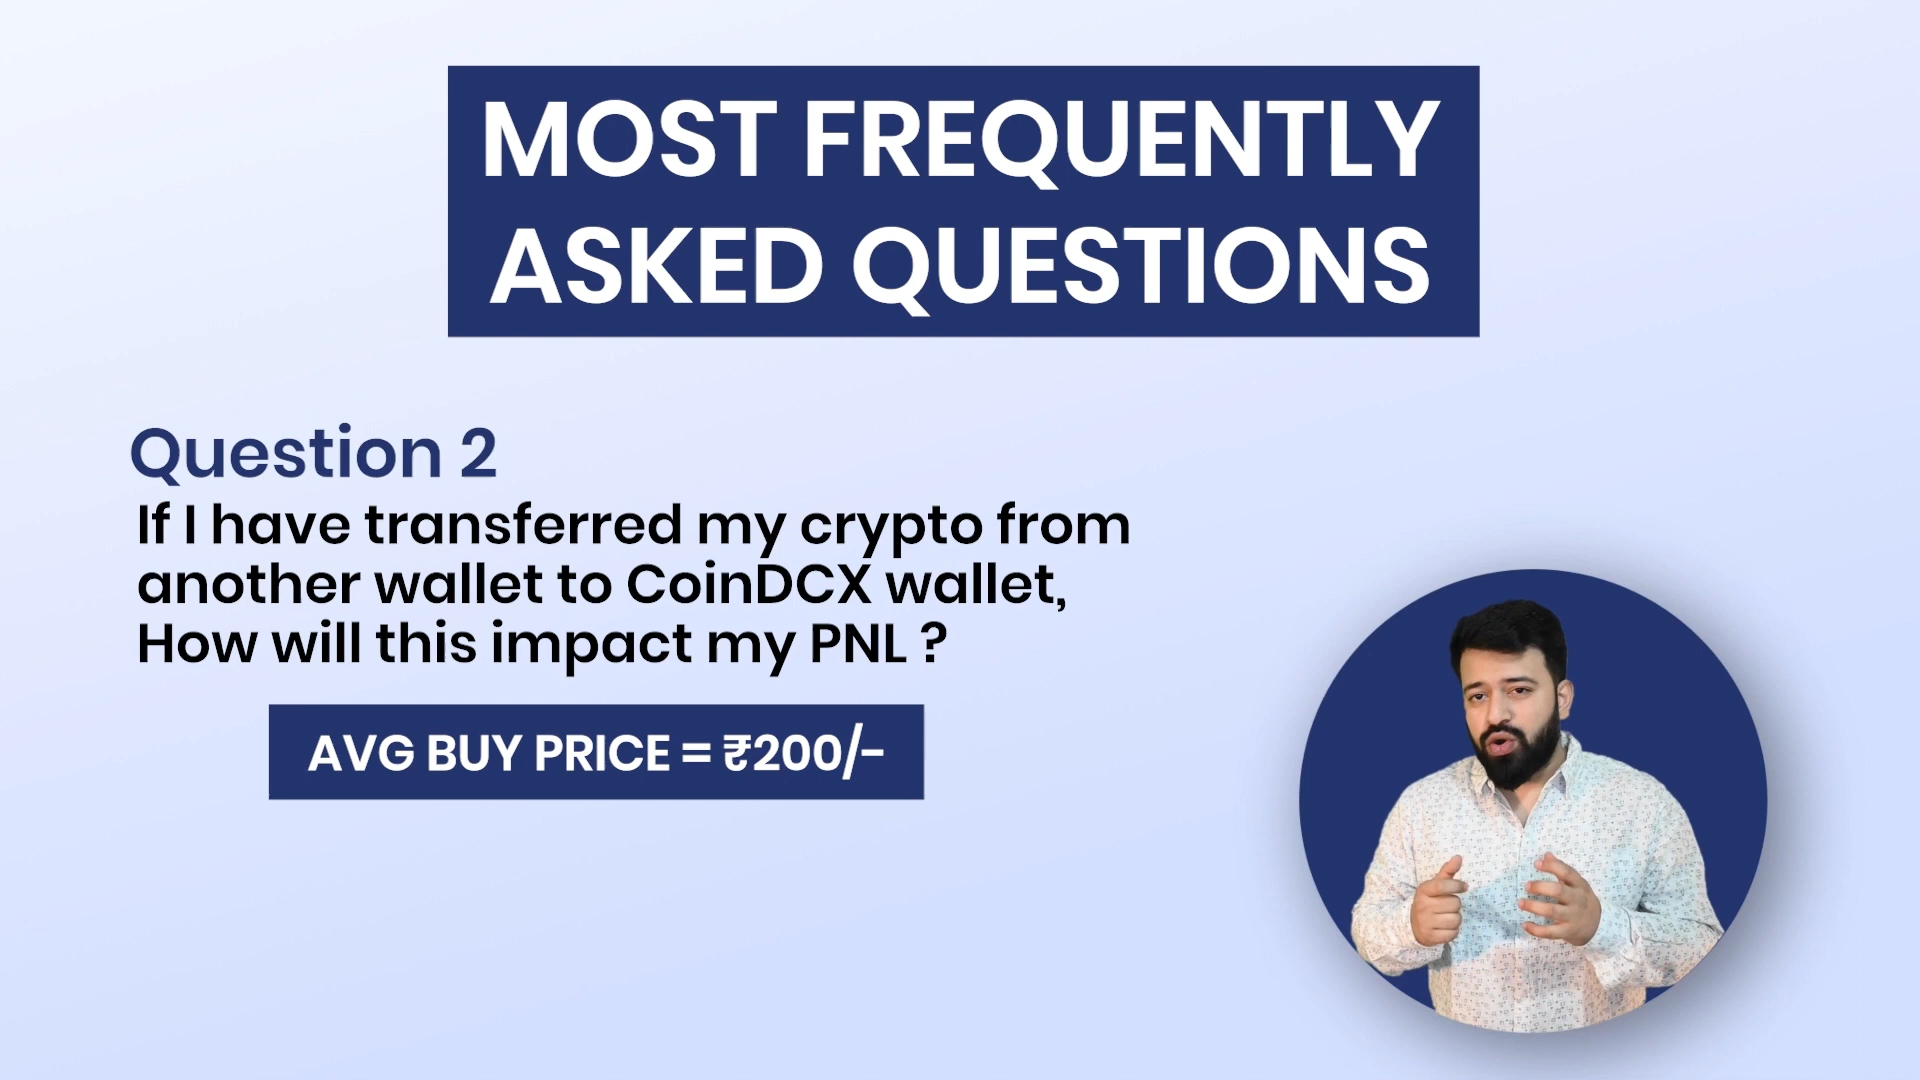 MOST FREQUENTLY
ASKED QUESTIONS
Question 2
If I have transferred my crypto from
another wallet to CoinDCX wallet,
How will this impact my PNL ?
AVG BUY PRICE = ₹200/-